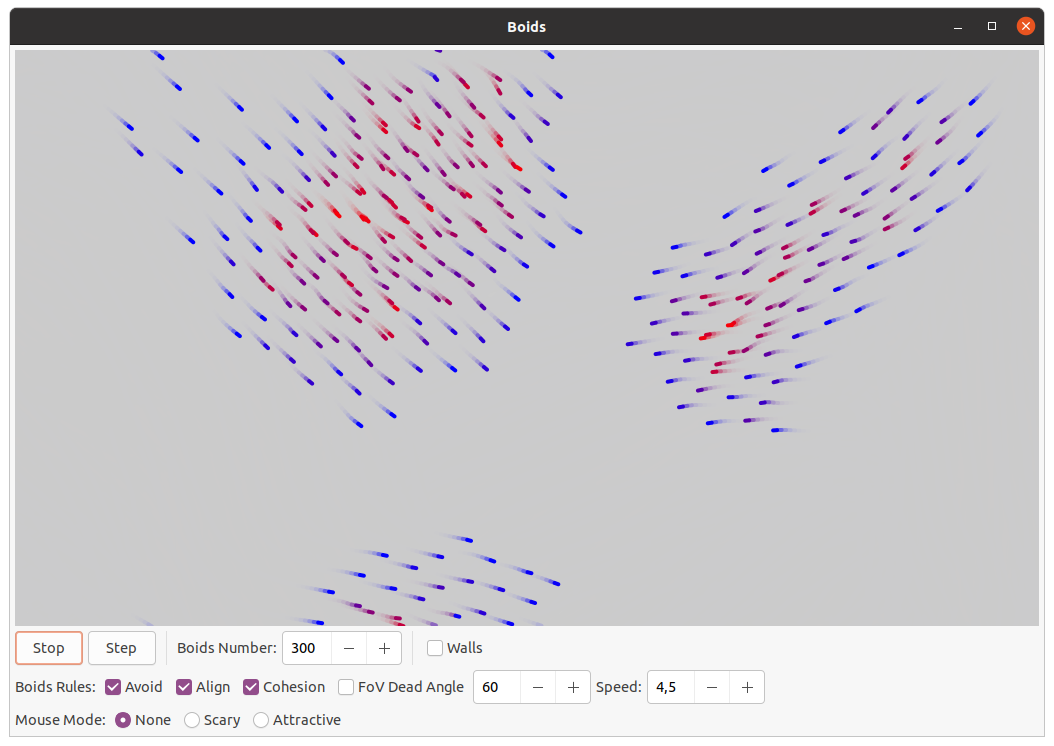 Boids
Stop Step Boids Number: 300 Walls
Boids Rules: Avoid Align Cohesion FoV Dead Angle 60 Speed: 4,5
Mouse Mode: None Scary Attractive